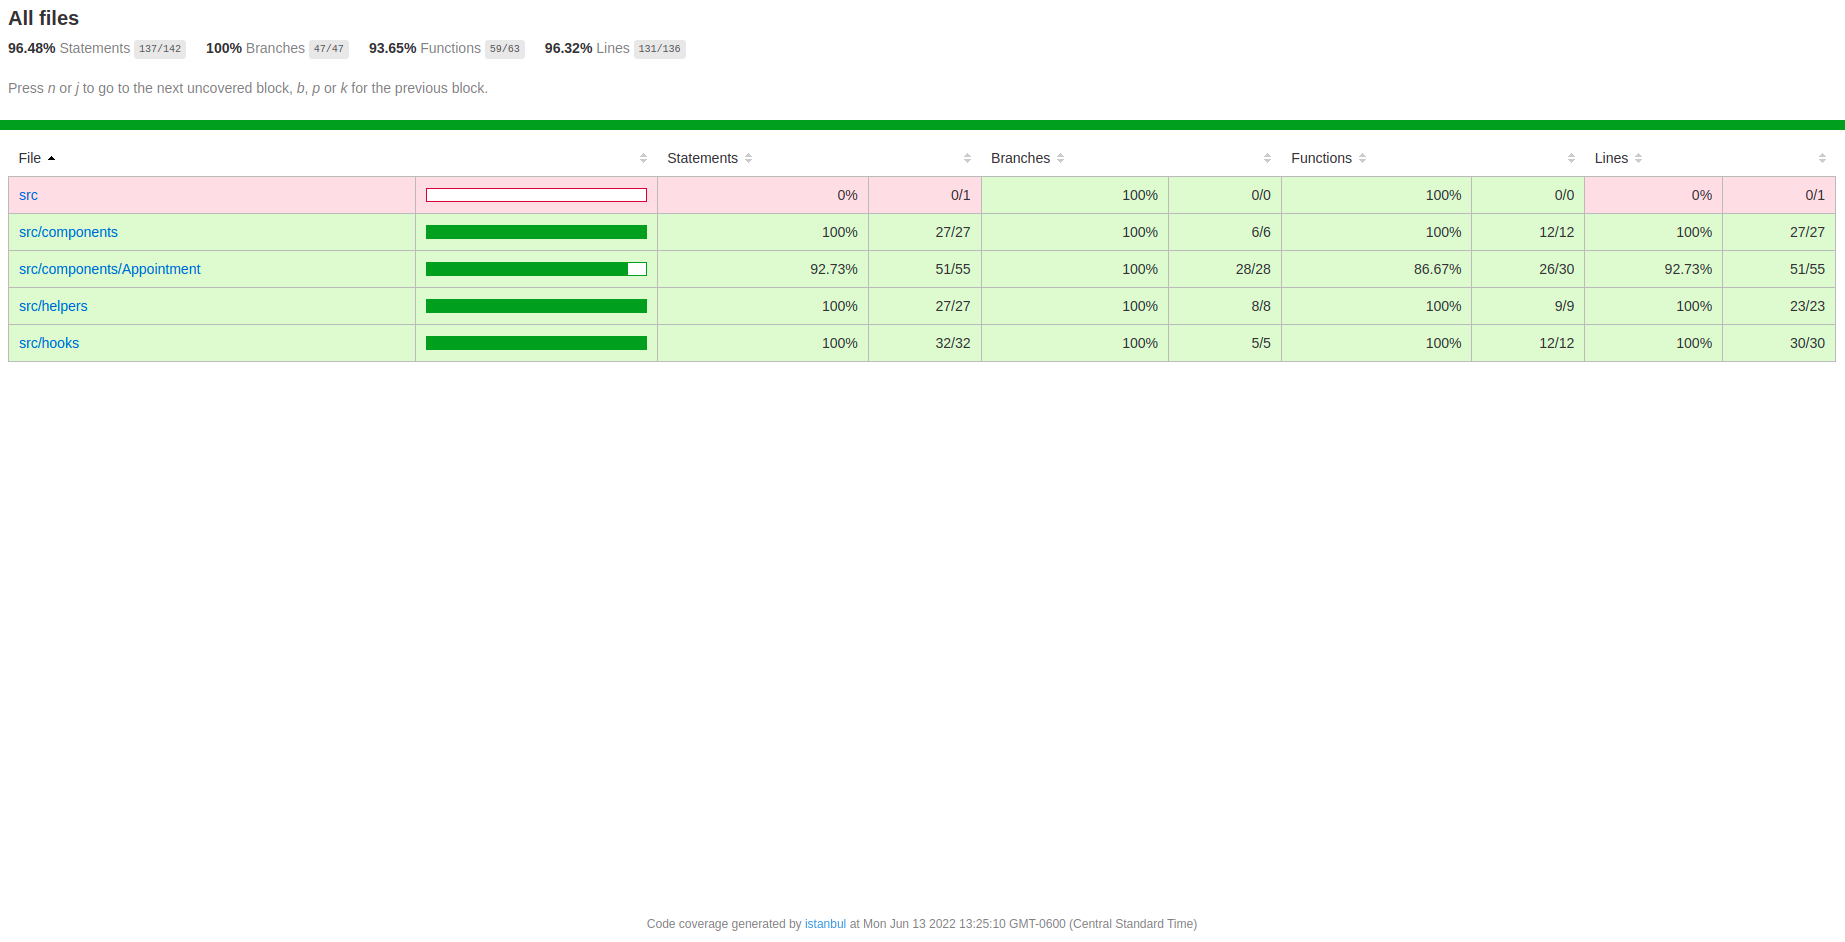 All files
96.48% Statements 137/142 100% Branches 47/47 93.65% Functions 59/63 96.32% Lines 131/136
Press n or j to go to the next uncovered block, b, p or k for the previous block.
File Statements Branches Functions Lines
src 0% 0/1 100% 0/0 100% 0/0 0% 0/1
src/components 100% 27/27 100% 6/6 100% 12/12 100% 27/27
src/components/Appointment 92.73% 51/55 100% 28/28 86.67% 26/30 92.73% 51/55
src/helpers 100% 27/27 100% 8/8 100% 9/9 100% 23/23
src/hooks 100% 32/32 100% 5/5 100% 12/12 100% 30/30
Code coverage generated by istanbul at Mon Jun 13 2022 13:25:10 GMT-0600 (Central Standard Time)